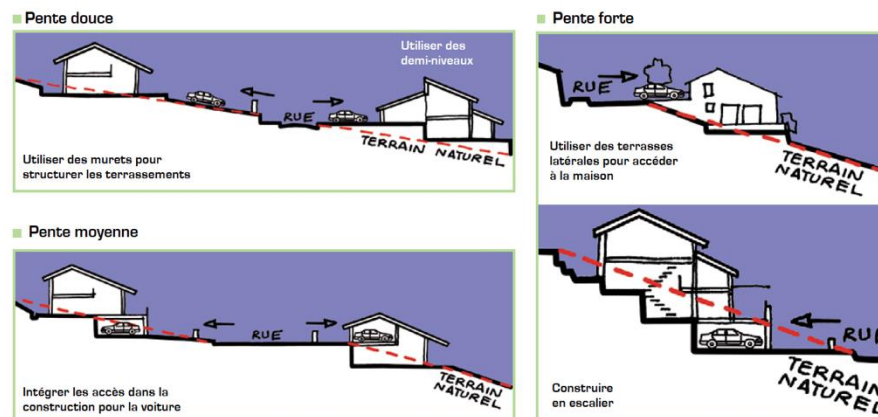 Pente douce
Utiliser des
demi-niveaux
RUE
TERRAIN NATUREL
Utiliser des murets pour
structurer les terrassements
Pente moyenne
RUE
TERRAIN
NATUREL
Intégrer les accès dans la
construction pour la voiture
Pente forte
RUE
Utiliser des terrasses
latérales pour accéder
à la maison
TERRAIN
NATUREL
RUE
TERRAIN
NATUREL
Construire
en escalier